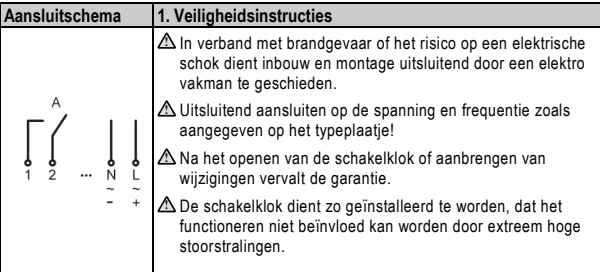 Aansluitschema
1. Veiligheidsinstructies
⚠ In verband met brandgevaar of het risico op een elektrische
schok dient inbouw en montage uitsluitend door een elektro
vakman te geschieden.
⚠ Uitsluitend aansluiten op de spanning en frequentie zoals
aangegeven op het typeplaatje!
⚠ Na het openen van de schakelklok of aanbrengen van
wijzigingen vervalt de garantie.
⚠ De schakelklok dient zo geïnstalleerd te worden, dat het
functioneren niet beïnvloed kan worden door extreem hoge
stoorstralingen.
A
1 2 ... N L
~ ~
- +